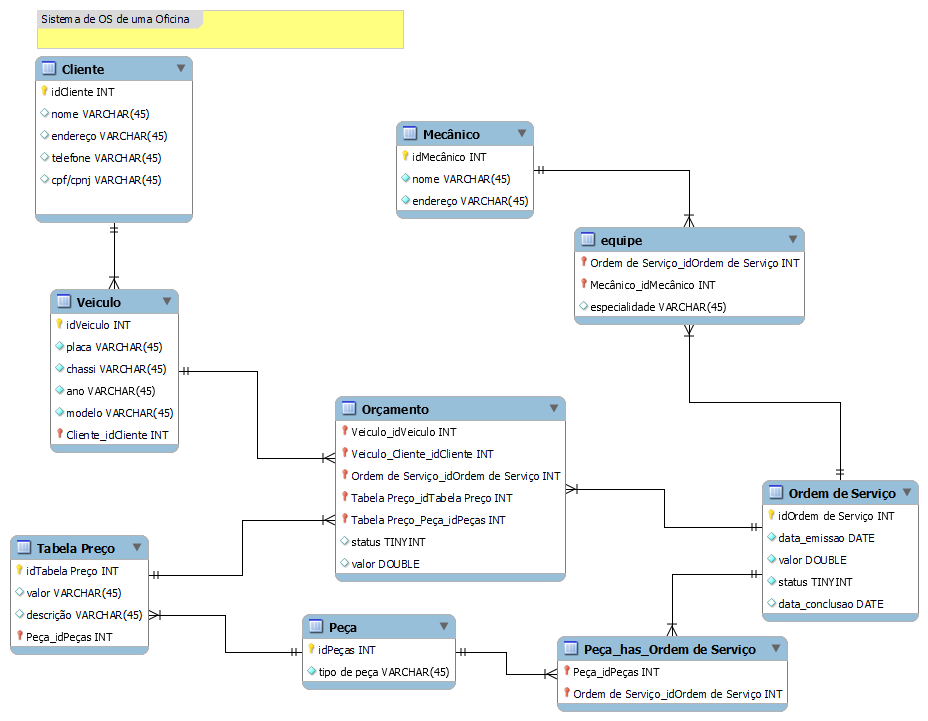 Sistema de OS de uma Oficina
Cliente
idCliente INT
nome VARCHAR(45)
endereço VARCHAR(45)
telefone VARCHAR(45)
cpf/cpnj VARCHAR(45)
Mecânico
idMecânico INT
nome VARCHAR(45)
endereço VARCHAR(45)
equipe
Ordem de Serviço_idOrdem de Serviço INT
Mecânico_idMecânico INT
especialidade VARCHAR(45)
Veiculo
idVeiculo INT
placa VARCHAR(45)
chassi VARCHAR(45)
ano VARCHAR(45)
modelo VARCHAR(45)
Cliente_idCliente INT
Orçamento
Veiculo_idVeiculo INT
Veiculo_Cliente_idCliente INT
Ordem de Serviço_idOrdem de Serviço INT
Tabela Preço_idTabela Preço INT
Tabela Preço_Peça_idPeças INT
status TINYINT
valor DOUBLE
Ordem de Serviço
idOrdem de Serviço INT
data_emissao DATE
valor DOUBLE
status TINYINT
data_conclusao DATE
Tabela Preço
idTabela Preço INT
valor VARCHAR(45)
descrição VARCHAR(45)
Peça_idPeças INT
Peça
idPeças INT
tipo de peça VARCHAR(45)
Peça_has_Ordem de Serviço
Peça_idPeças INT
Ordem de Serviço_idOrdem de Serviço INT